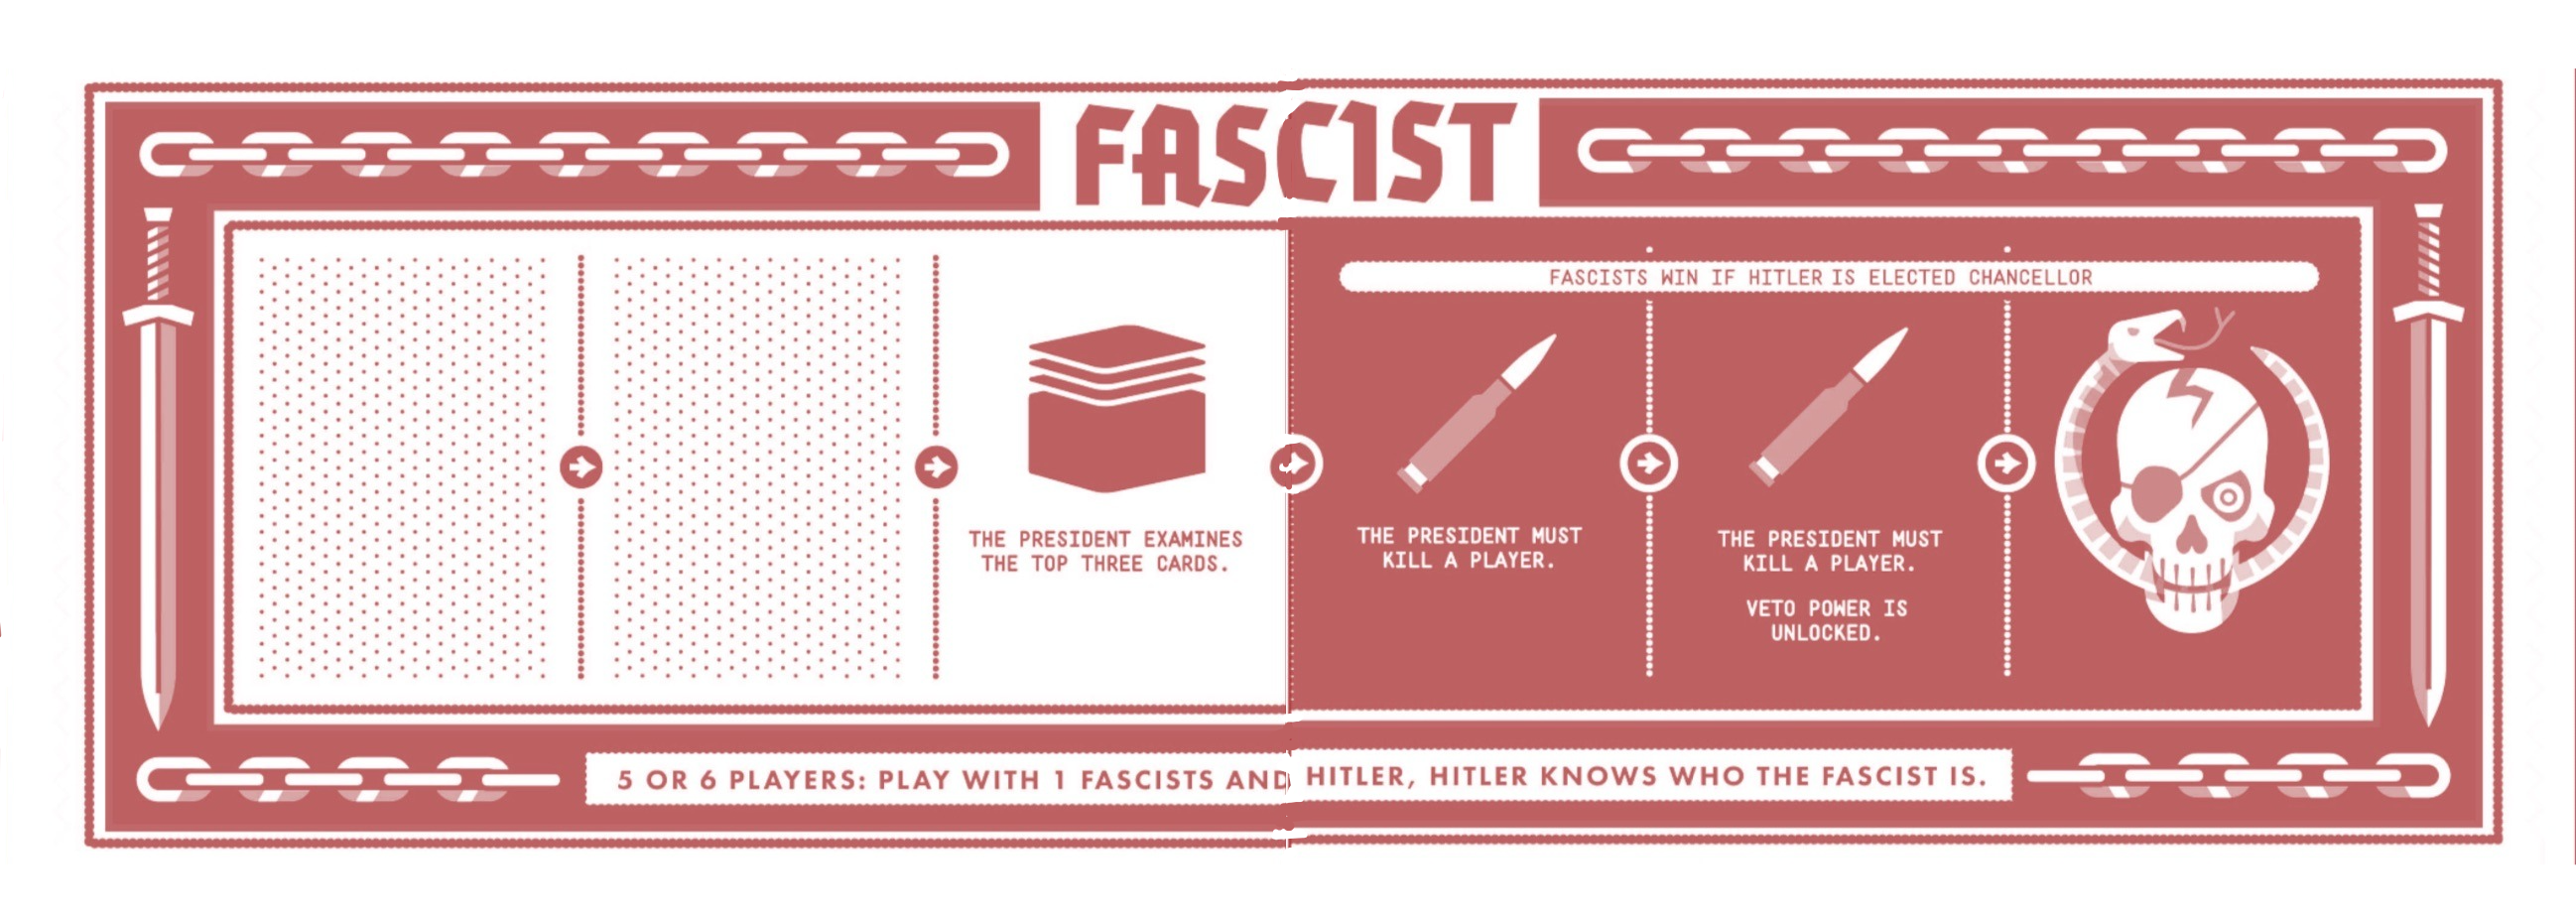 FASCIST
FASCISTS WIN IF HITLER IS ELECTED CHANCELLOR
THE PRESIDENT EXAMINES
THE TOP THREE CARDS.
THE PRESIDENT MUST
KILL A PLAYER.
THE PRESIDENT MUST
KILL A PLAYER.
VETO POWER IS
UNLOCKED.
5 OR 6 PLAYERS: PLAY WITH 1 FASCISTS AND HITLER, HITLER KNOWS WHO THE FASCIST IS.